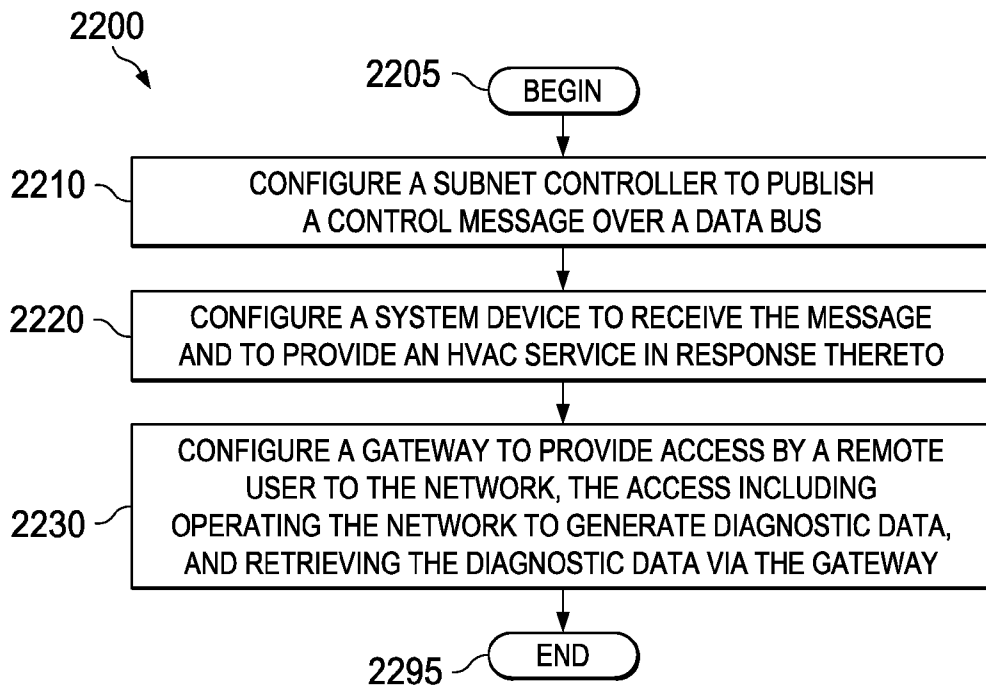 2200
2205
BEGIN
2210
CONFIGURE A SUBNET CONTROLLER TO PUBLISH
A CONTROL MESSAGE OVER A DATA BUS
2220
CONFIGURE A SYSTEM DEVICE TO RECEIVE THE MESSAGE
AND TO PROVIDE AN HVAC SERVICE IN RESPONSE THERETO
2230
CONFIGURE A GATEWAY TO PROVIDE ACCESS BY A REMOTE
USER TO THE NETWORK, THE ACCESS INCLUDING
OPERATING THE NETWORK TO GENERATE DIAGNOSTIC DATA,
AND RETRIEVING THE DIAGNOSTIC DATA VIA THE GATEWAY
2295
END